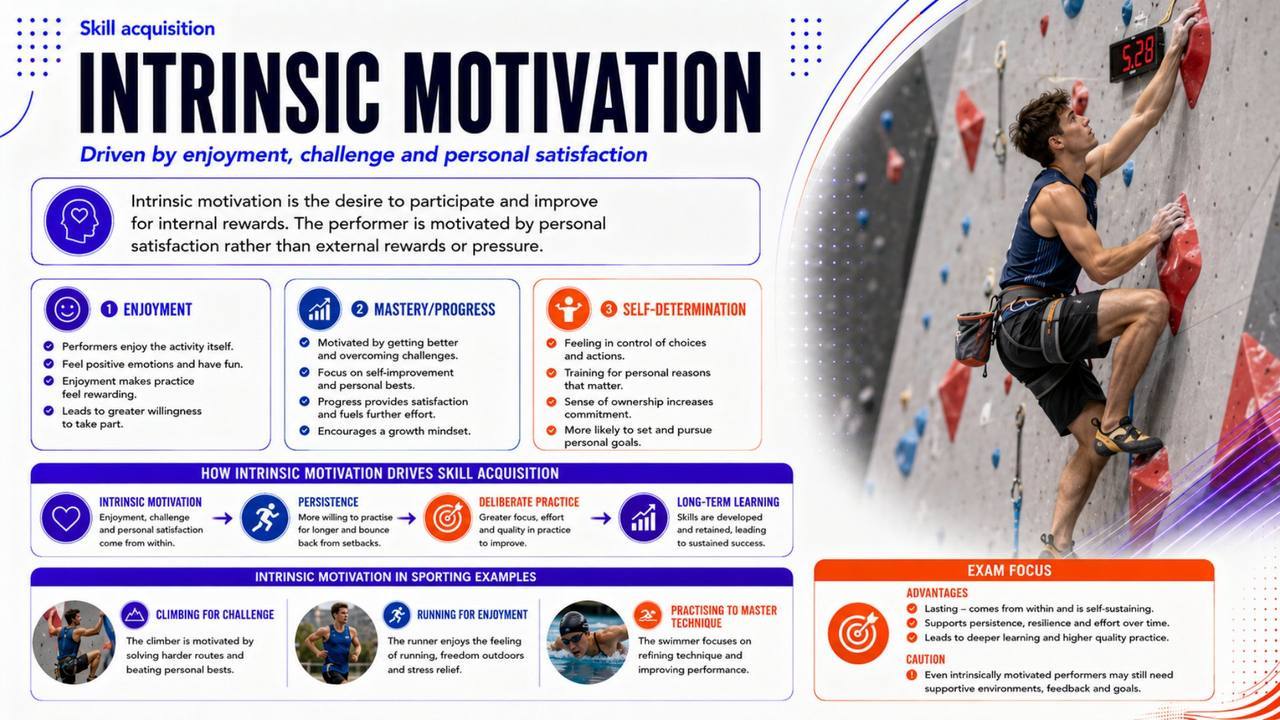 Skill acquisition
INTRINSIC MOTIVATION
Driven by enjoyment, challenge and personal satisfaction
Intrinsic motivation is the desire to participate and improve
for internal rewards. The performer is motivated by personal
satisfaction rather than external rewards or pressure.
1 ENJOYMENT
Performers enjoy the activity itself.
Feel positive emotions and have fun.
Enjoyment makes practice
feel rewarding.
Leads to greater willingness
to take part.
2 MASTERY/PROGRESS
Motivated by getting better
and overcoming challenges.
Focus on self-improvement
and personal bests.
Progress provides satisfaction
and fuels further effort.
Encourages a growth mindset.
3 SELF-DETERMINATION
Feeling in control of choices
and actions.
Training for personal reasons
that matter.
Sense of ownership increases
commitment.
More likely to set and pursue
personal goals.
5.28
HOW INTRINSIC MOTIVATION DRIVES SKILL ACQUISITION
INTRINSIC MOTIVATION
Enjoyment, challenge
and personal satisfaction
come from within.
PERSISTENCE
More willing to practise
for longer and bounce
back from setbacks.
DELIBERATE PRACTICE
Greater focus, effort
and quality in practice
to improve.
LONG-TERM LEARNING
Skills are developed
and retained, leading
to sustained success.
INTRINSIC MOTIVATION IN SPORTING EXAMPLES
CLIMBING FOR CHALLENGE
The climber is motivated by
solving harder routes and
beating personal bests.
RUNNING FOR ENJOYMENT
The runner enjoys the feeling
of running, freedom outdoors
and stress relief.
PRACTISING TO MASTER
TECHNIQUE
The swimmer focuses on
refining technique and
improving performance.
EXAM FOCUS
ADVANTAGES
Lasting – comes from within and is self-sustaining.
Supports persistence, resilience and effort over time.
Leads to deeper learning and higher quality practice.
CAUTION
Even intrinsically motivated performers may still need
supportive environments, feedback and goals.